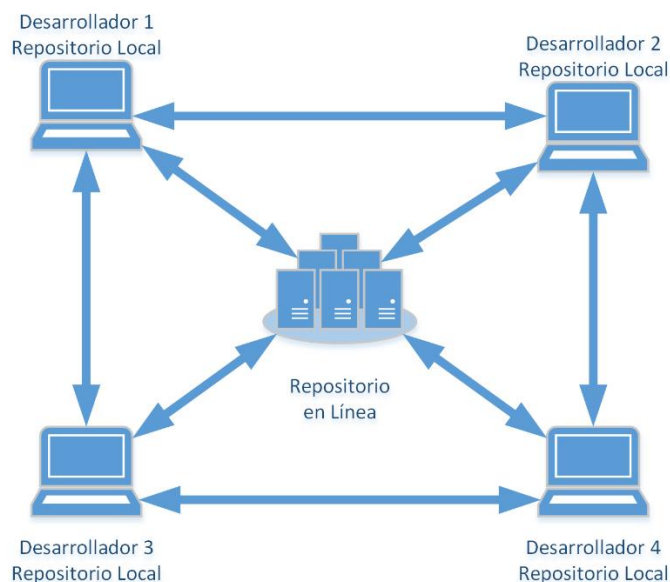 Desarrollador 1
Repositorio Local
Desarrollador 2
Repositorio Local
Repositorio
en Línea
Desarrollador 3
Repositorio Local
Desarrollador 4
Repositorio Local